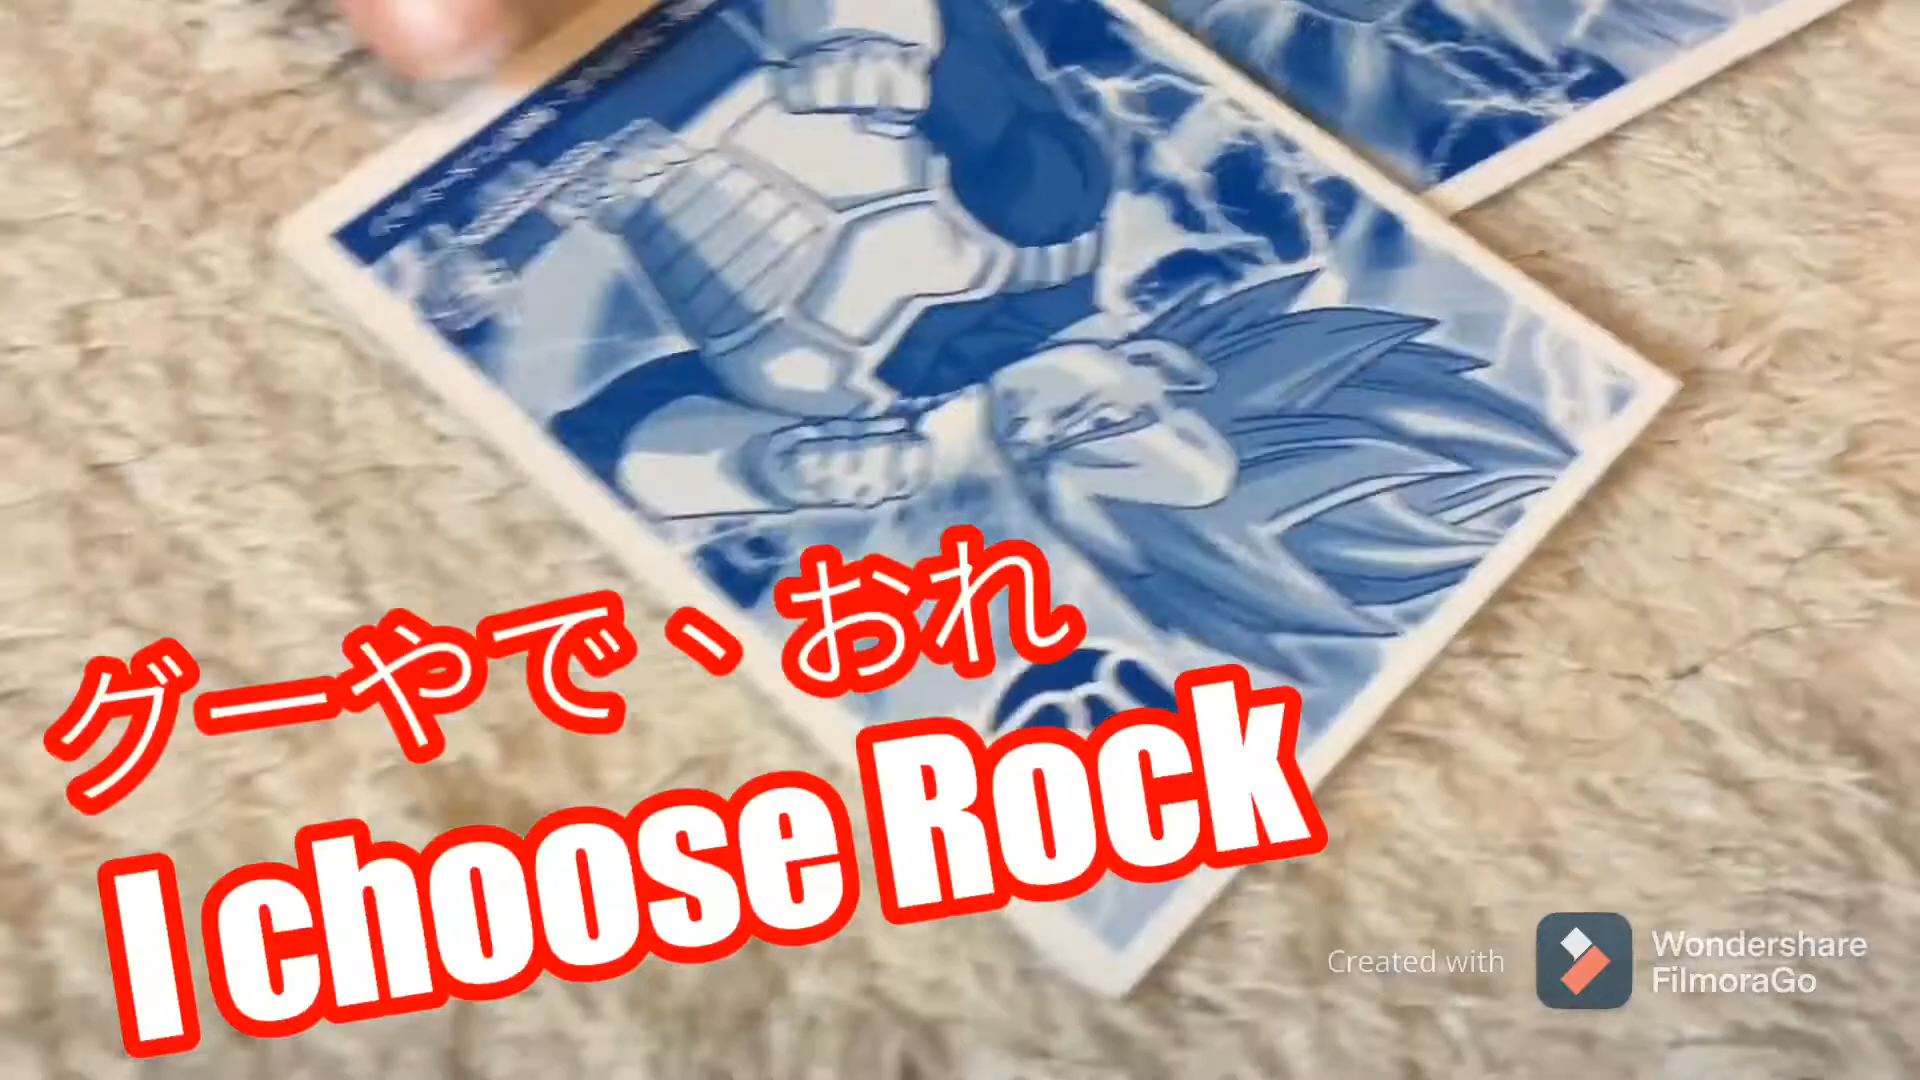 グーやで、おれ
I choose Rock
Created with
Wondershare
FilmoraGo